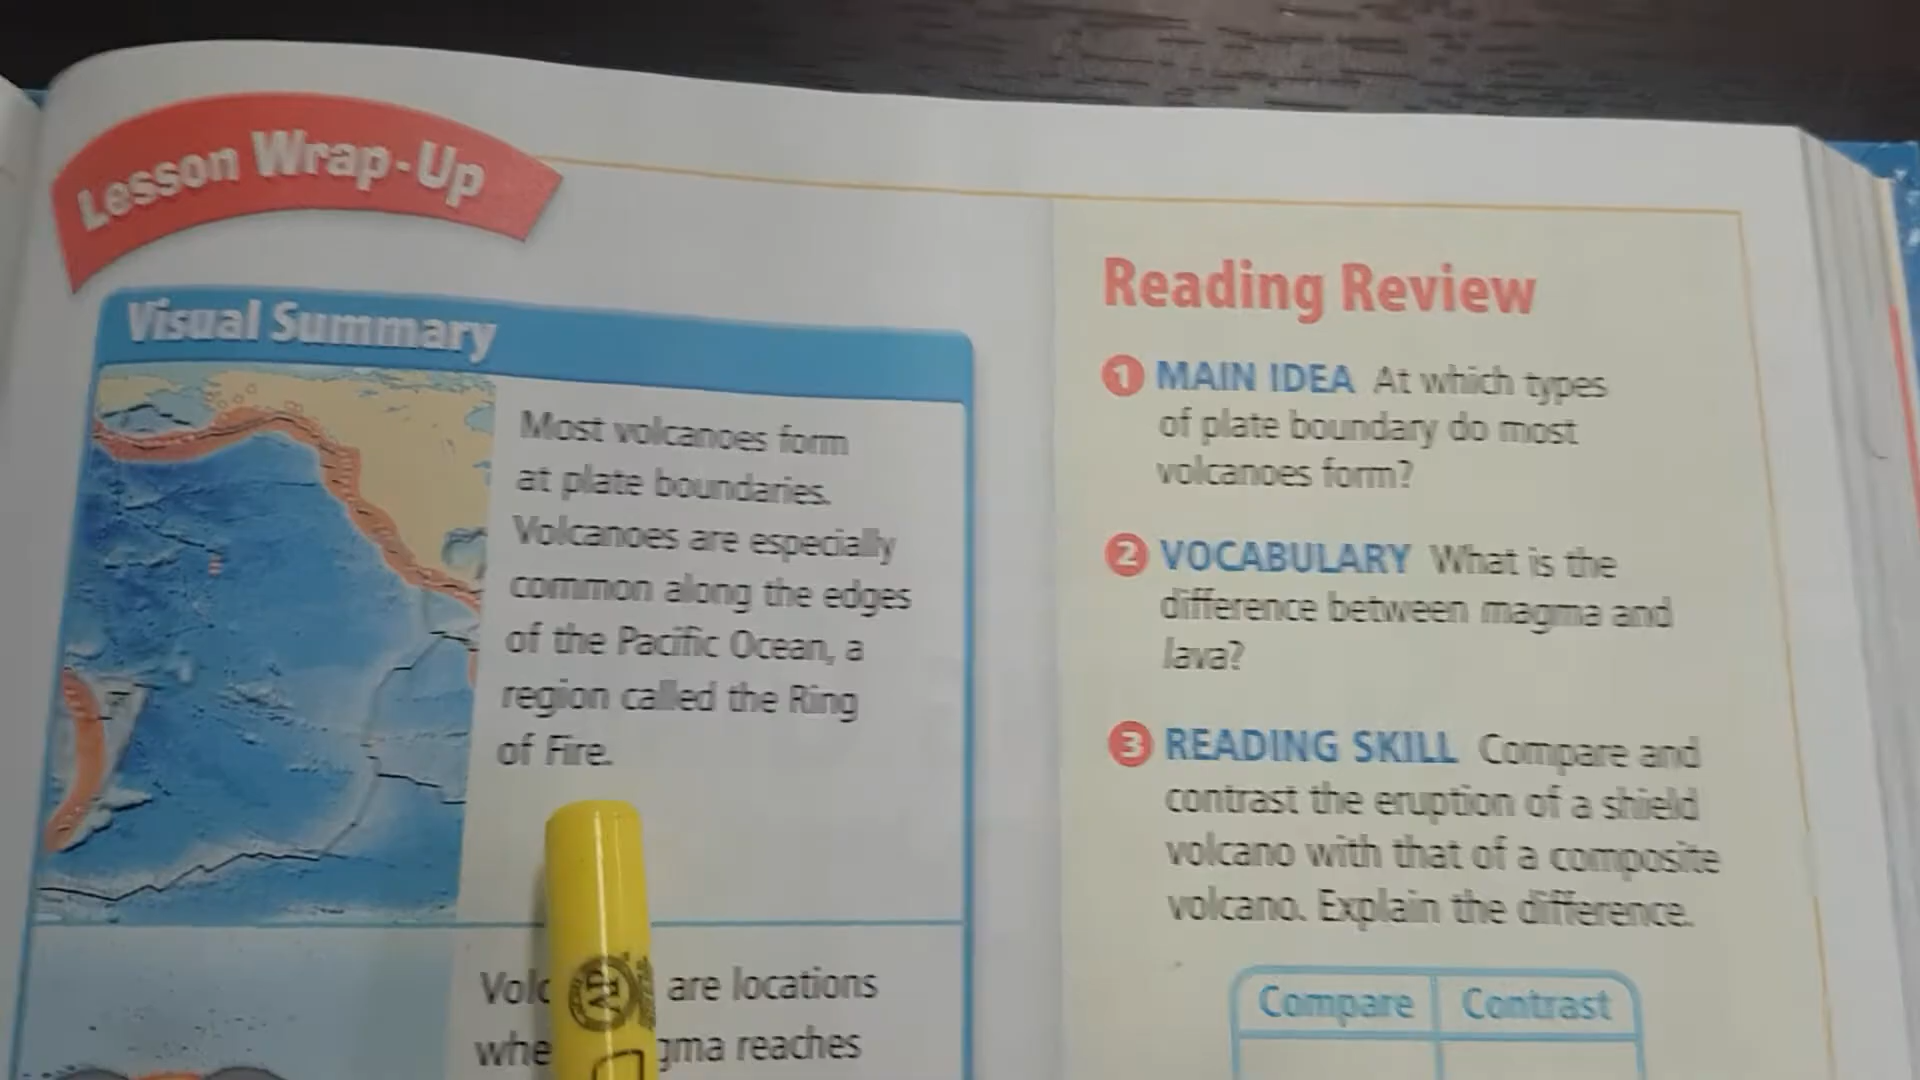 Lesson Wrap-Up
Visual Summary
Most volcanoes form
at plate boundaries.
Volcanoes are especially
common along the edges
of the Pacific Ocean, a
region called the Ring
of Fire.
are locations
reaches
Reading Review
1 MAIN IDEA At which types
of plate boundary do most
volcanoes form?
2 VOCABULARY What is the
difference between magma and
lava?
3 READING SKILL Compare and
contrast the eruption of a shield
volcano with that of a composite
volcano. Explain the difference.
Compare Contrast